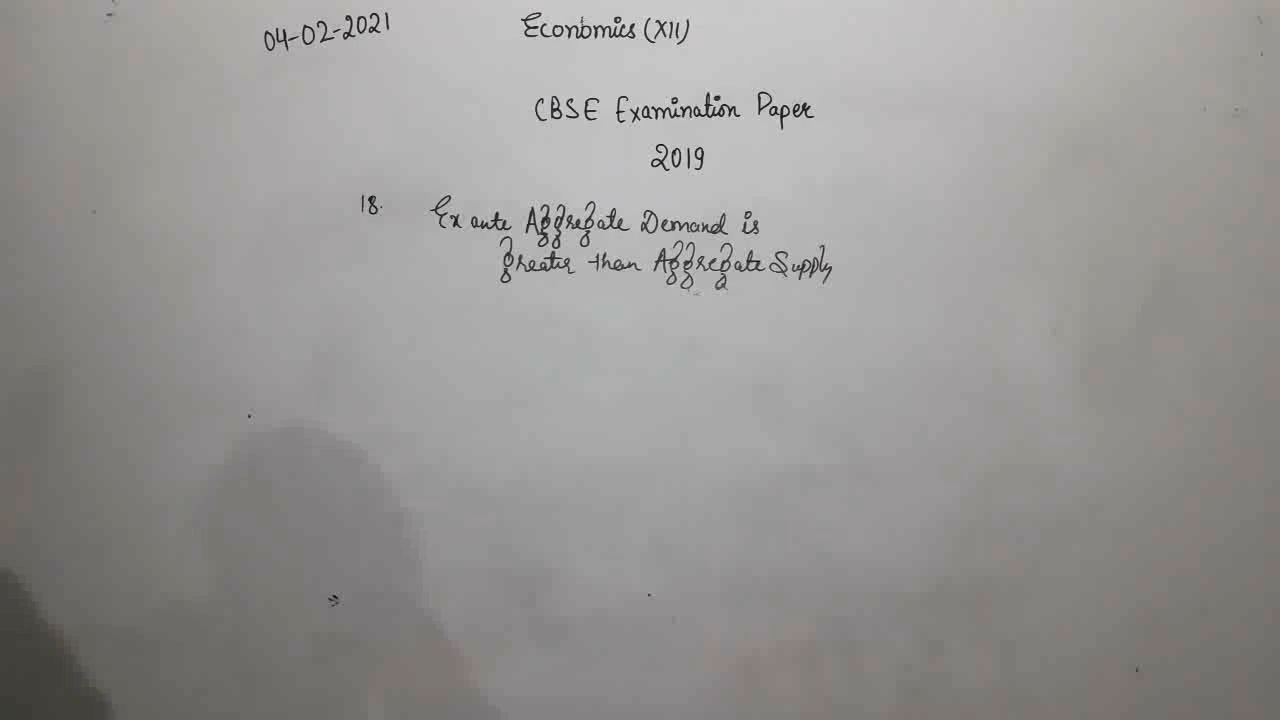 04-02-2021
Economics (XII)
CBSE Examination Paper
2019
18. Ex ante Aggregate Demand is
greater than Aggregate Supply